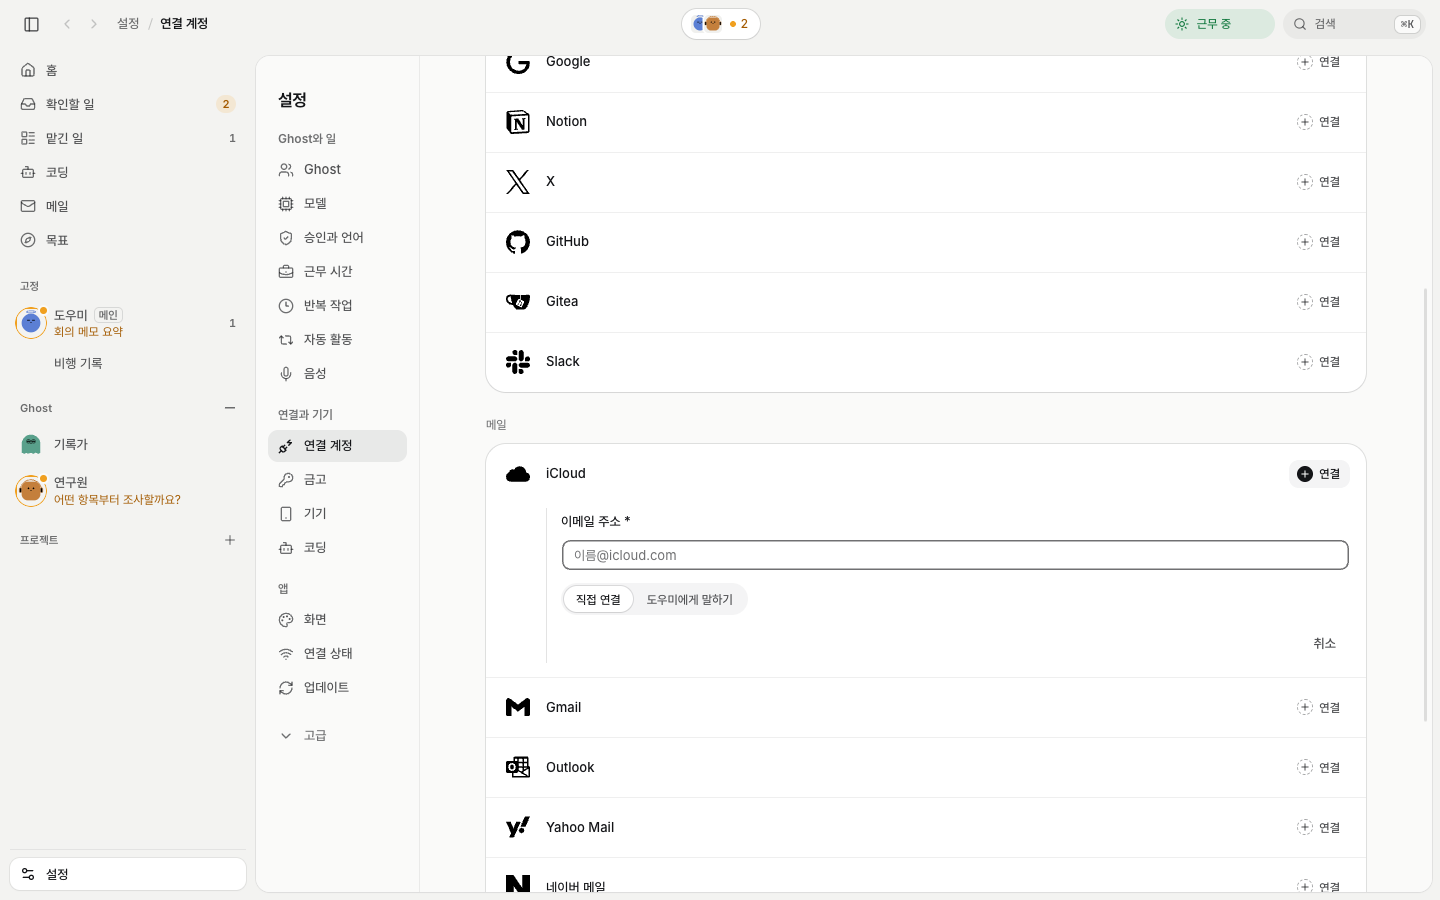 설정 / 연결 계정
2
근무 중
검색
⌘K
홈
확인할 일
2
맡긴 일
1
코딩
메일
목표
고정
도우미
메인
회의 메모 요약
1
비행 기록
Ghost
기록가
연구원
어떤 항목부터 조사할까요?
프로젝트
설정
설정
Ghost와 일
Ghost
모델
승인과 언어
근무 시간
반복 작업
자동 활동
음성
연결과 기기
연결 계정
금고
기기
코딩
앱
화면
연결 상태
업데이트
고급
Google
연결
Notion
연결
X
연결
GitHub
연결
Gitea
연결
Slack
연결
메일
iCloud
연결
이메일 주소 *
이름@icloud.com
직접 연결
도우미에게 말하기
취소
Gmail
연결
Outlook
연결
Yahoo Mail
연결
네이버 메일
연결